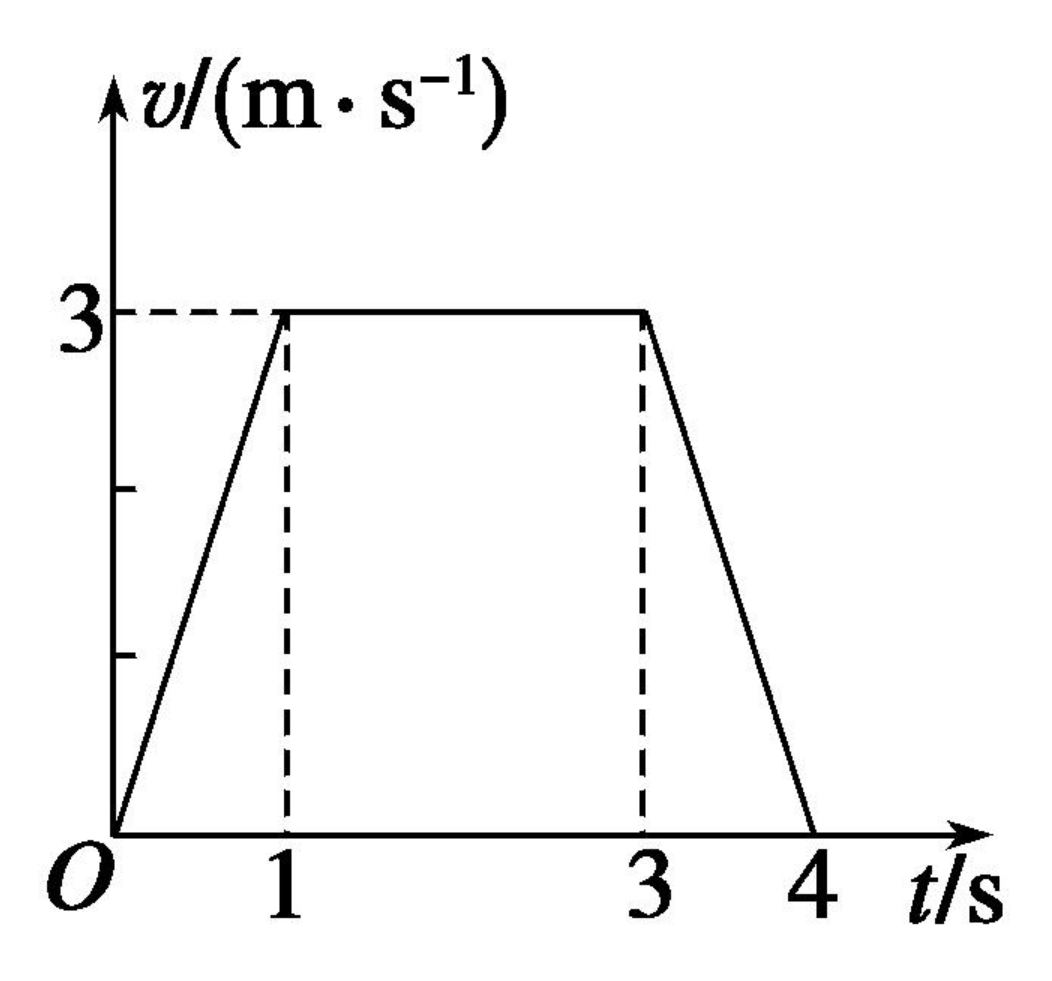 v/(m · s⁻¹)
3
O 1 3 4 t/s